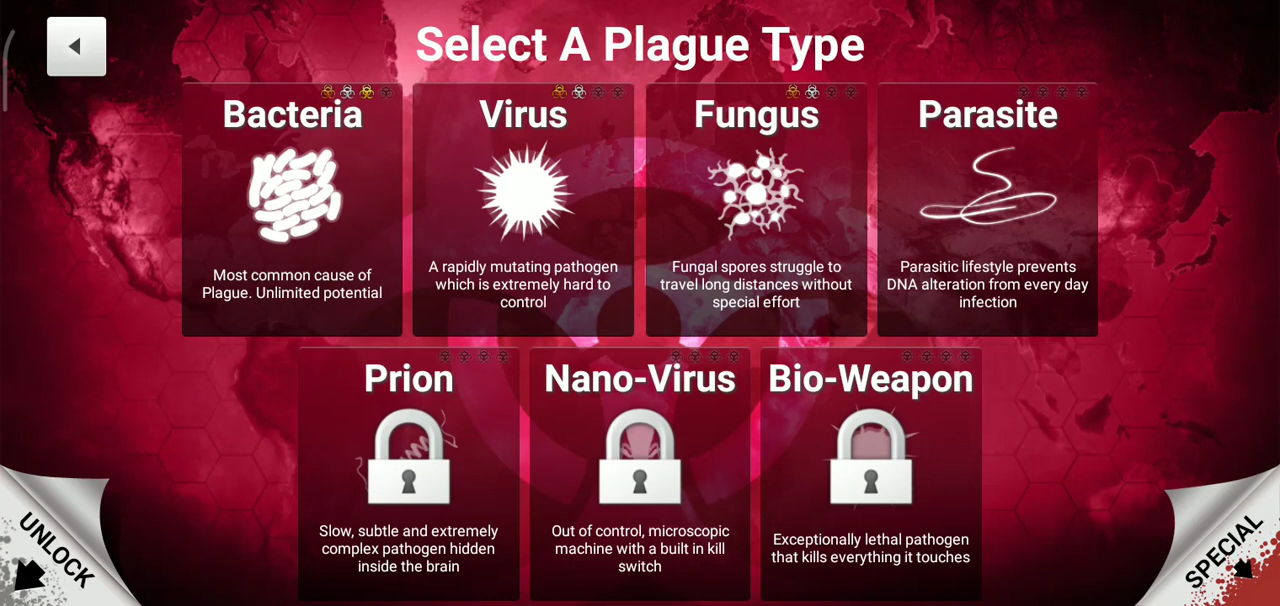 Select A Plague Type
Bacteria
Most common cause of
Plague. Unlimited potential
Virus
A rapidly mutating pathogen
which is extremely hard to
control
Fungus
Fungal spores struggle to
travel long distances without
special effort
Parasite
Parasitic lifestyle prevents
DNA alteration from every day
infection
Prion
Slow, subtle and extremely
complex pathogen hidden
inside the brain
Nano-Virus
Out of control, microscopic
machine with a built in kill
switch
Bio-Weapon
Exceptionally lethal pathogen
that kills everything it touches
UNLOCK
SPECIAL